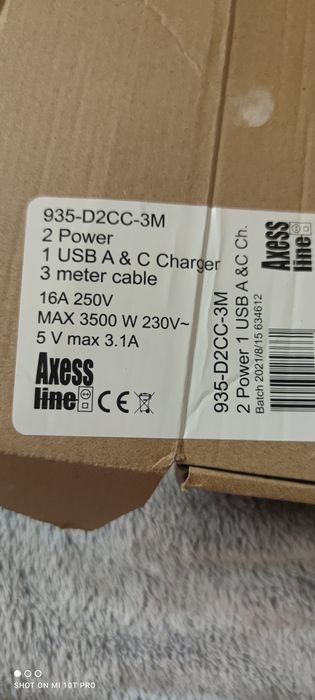 935-D2CC-3M
2 Power
1 USB A & C Charger
3 meter cable
16A 250V
MAX 3500 W 230V~
5 V max 3.1A
Axess
line
CE
935-D2CC-3M
2 Power 1 USB A &C Ch.
Batch 2021/8/15 634612
Axess
line
SHOT ON MI 10T PRO